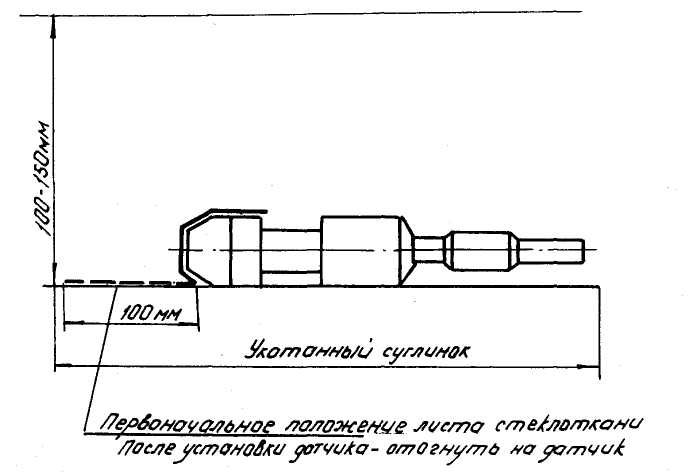 100-150мм
100 мм
Укатанный суглинок
Первоначальное положение листа стеклоткани
После установки датчика - отогнуть на датчик